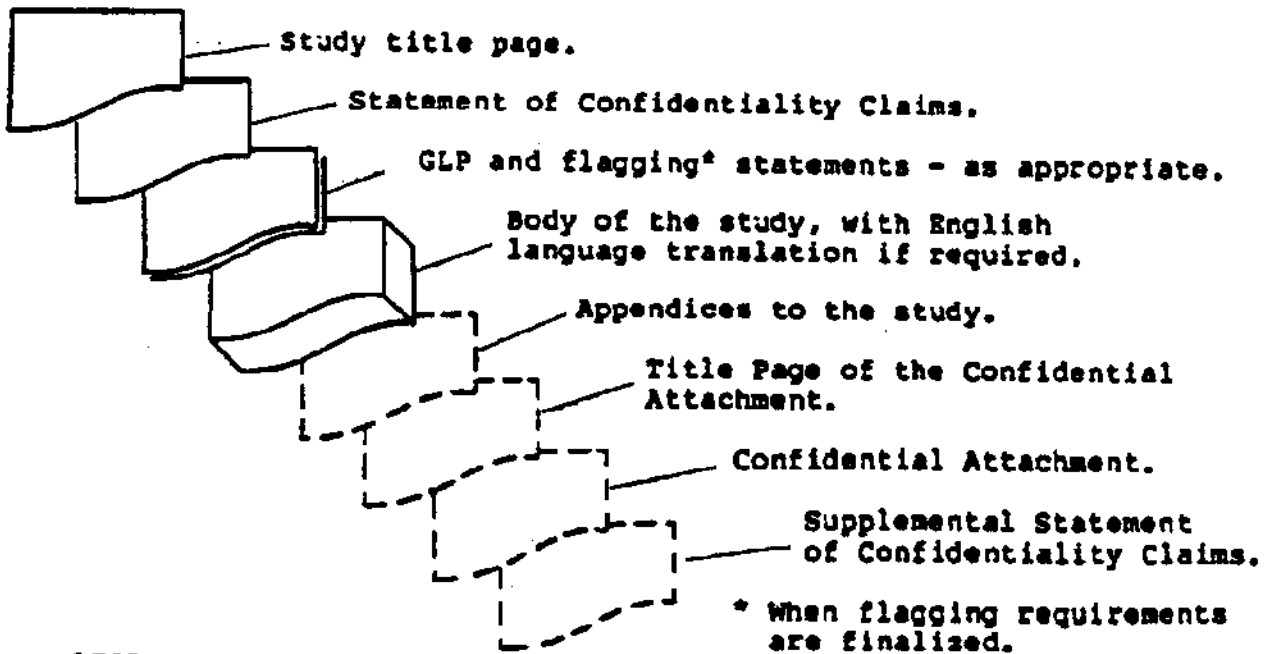 Study title page.
Statement of Confidentiality Claims.
GLP and flagging* statements - as appropriate.
Body of the study, with English
language translation if required.
Appendices to the study.
Title Page of the Confidential
Attachment.
Confidential Attachment.
Supplemental Statement
of Confidentiality Claims.
* When flagging requirements
are finalized.